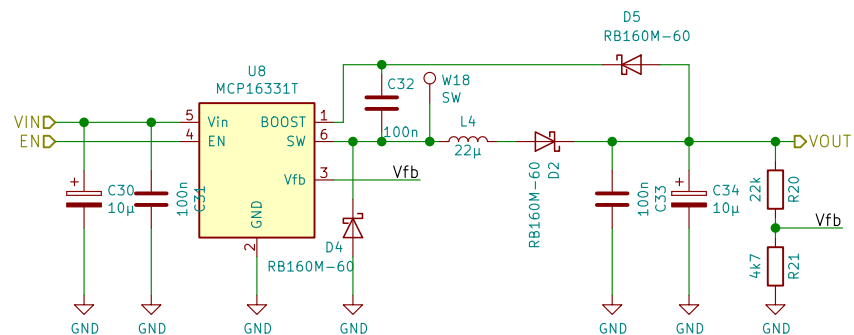 D5
RB160M-60
U8
MCP16331T
C32
100n
W18
SW
VIN
EN
5
4
Vin
EN
BOOST
SW
Vfb
GND
1
6
3
2
Vfb
L4
22µ
RB160M-60
D2
VOUT
+
C30
10µ
100n
C31
D4
RB160M-60
100n
C33
+
C34
10µ
22k
R20
Vfb
4k7
R21
GND
GND
GND
GND
GND
GND
GND